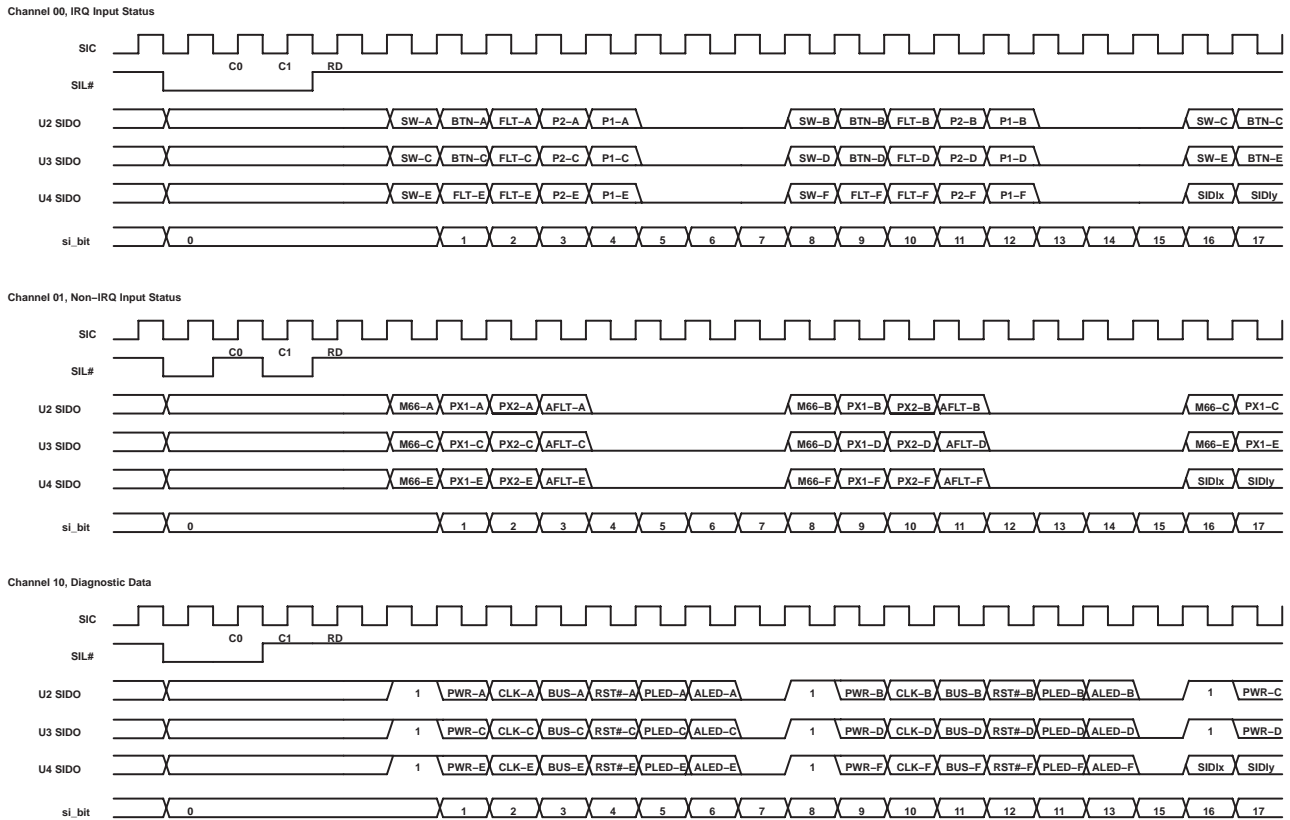 Channel 00, IRQ Input Status
SIC
C0 C1 RD
SIL#
U2 SIDO SW–A BTN–A FLT–A P2–A P1–A SW–B BTN–B FLT–B P2–B P1–B SW–C BTN–C
U3 SIDO SW–C BTN–C FLT–C P2–C P1–C SW–D BTN–D FLT–D P2–D P1–D SW–E BTN–E
U4 SIDO SW–E FLT–E FLT–E P2–E P1–E SW–F FLT–F FLT–F P2–F P1–F SIDIx SIDIy
si_bit 0 1 2 3 4 5 6 7 8 9 10 11 12 13 14 15 16 17
Channel 01, Non–IRQ Input Status
SIC
C0 C1 RD
SIL#
U2 SIDO M66–A PX1–A PX2–A AFLT–A M66–B PX1–B PX2–B AFLT–B M66–C PX1–C
U3 SIDO M66–C PX1–C PX2–C AFLT–C M66–D PX1–D PX2–D AFLT–D M66–E PX1–E
U4 SIDO M66–E PX1–E PX2–E AFLT–E M66–F PX1–F PX2–F AFLT–F SIDIx SIDIy
si_bit 0 1 2 3 4 5 6 7 8 9 10 11 12 13 14 15 16 17
Channel 10, Diagnostic Data
SIC
C0 C1 RD
SIL#
U2 SIDO 1 PWR–A CLK–A BUS–A RST#–A PLED–A ALED–A 1 PWR–B CLK–B BUS–B RST#–B PLED–B ALED–B 1 PWR–C
U3 SIDO 1 PWR–C CLK–C BUS–C RST#–C PLED–C ALED–C 1 PWR–D CLK–D BUS–D RST#–D PLED–D ALED–D 1 PWR–D
U4 SIDO 1 PWR–E CLK–E BUS–E RST#–E PLED–E ALED–E 1 PWR–F CLK–F BUS–F RST#–F PLED–F ALED–F SIDIx SIDIy
si_bit 0 1 2 3 4 5 6 7 8 9 10 11 12 11 13 15 16 17